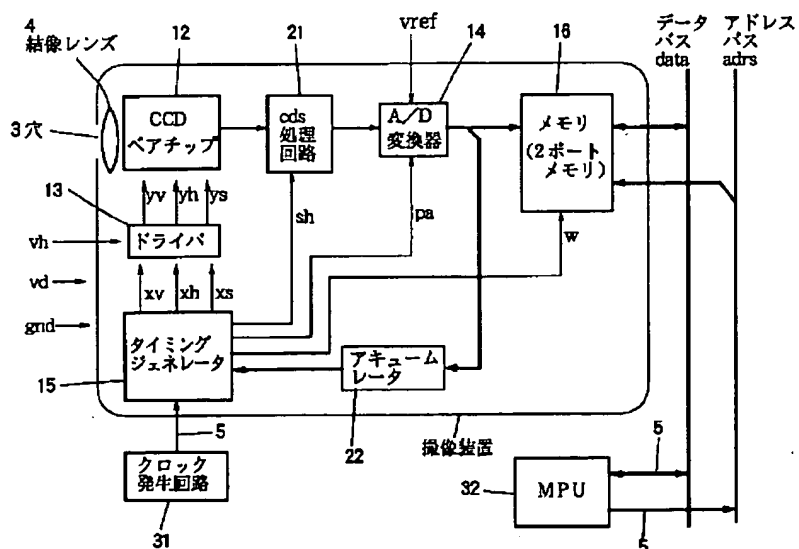 4
結像レンズ
3穴
12
CCD
ベアチップ
21
cds
処理
回路
vref
14
A/D
変換器
16
メモリ
(2ポート
メモリ)
データ
バス
data
アドレス
バス
adrs
13
yv
yh
ys
ドライバ
sh
pa
w
vh
vd
gnd
xv
xh
xs
タイミング
ジェネレータ
15
アキューム
レータ
22
撮像装置
5
クロック
発生回路
31
32
MPU
5
5